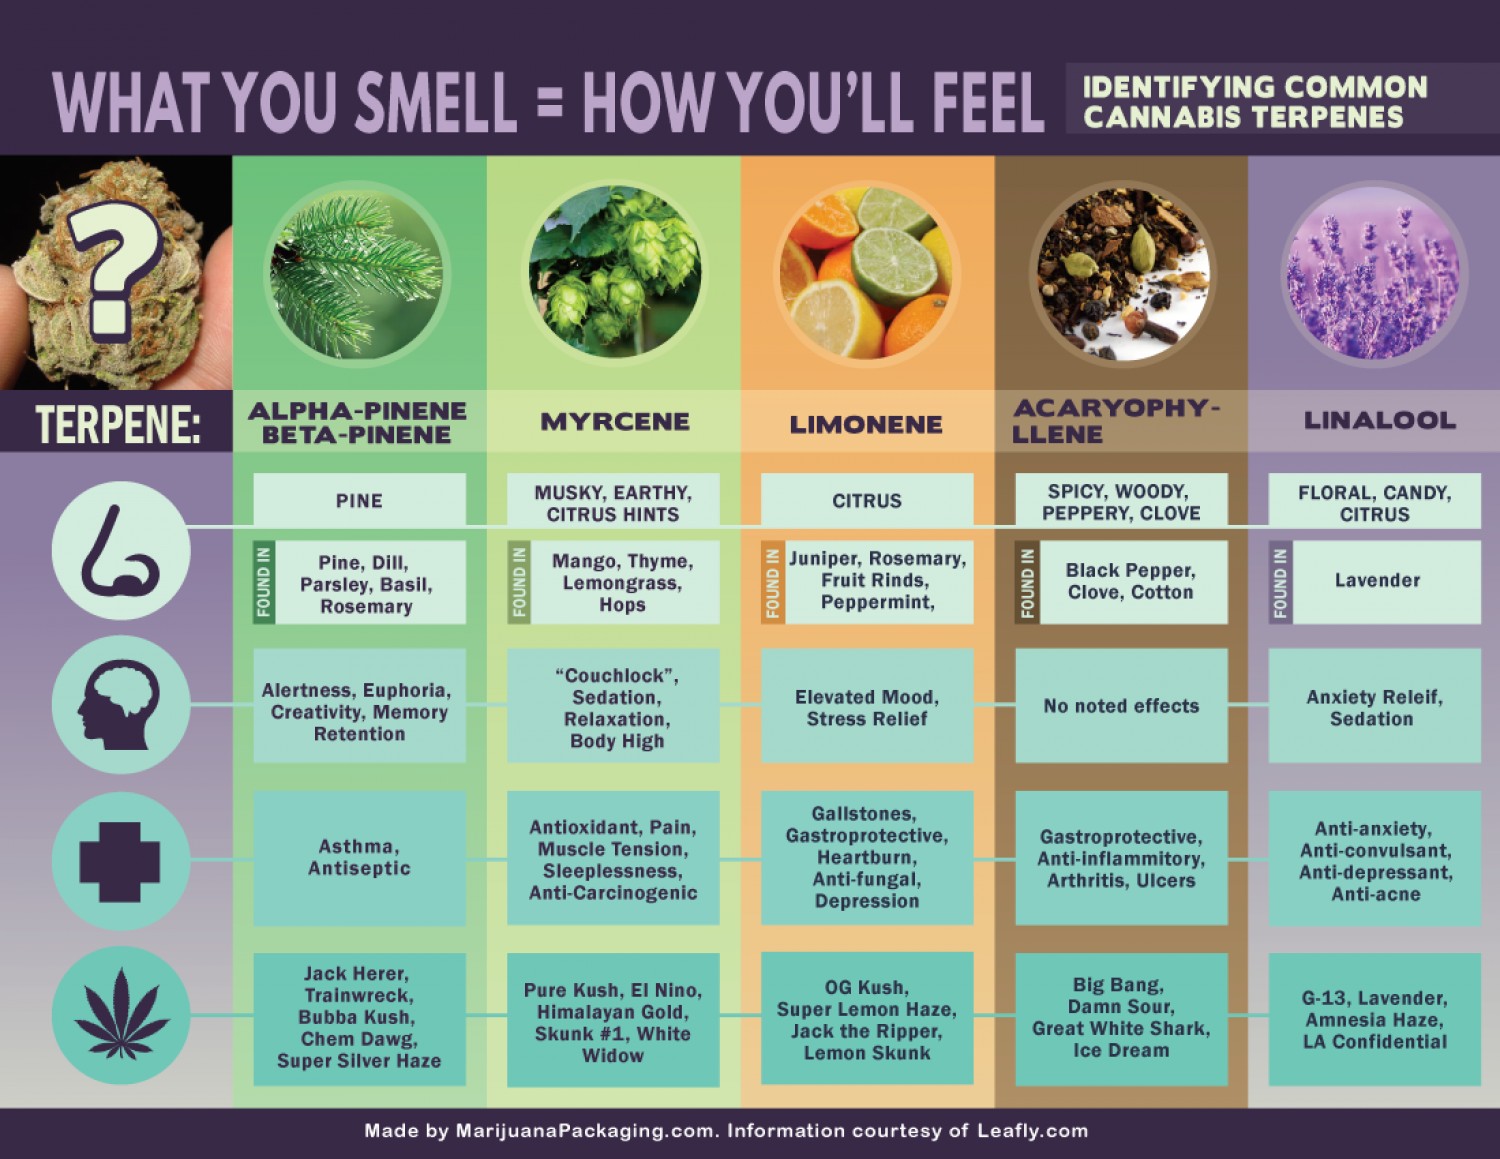 WHAT YOU SMELL = HOW YOU'LL FEEL
IDENTIFYING COMMON
CANNABIS TERPENES
?
TERPENE:
ALPHA-PINENE
BETA-PINENE
MYRCENE
LIMONENE
ACARYOPHY-
LLENE
LINALOOL
PINE
MUSKY, EARTHY,
CITRUS HINTS
CITRUS
SPICY, WOODY,
PEPPERY, CLOVE
FLORAL, CANDY,
CITRUS
FOUND IN
Pine, Dill,
Parsley, Basil,
Rosemary
FOUND IN
Mango, Thyme,
Lemongrass,
Hops
FOUND IN
Juniper, Rosemary,
Fruit Rinds,
Peppermint,
FOUND IN
Black Pepper,
Clove, Cotton
FOUND IN
Lavender
Alertness, Euphoria,
Creativity, Memory
Retention
“Couchlock”,
Sedation,
Relaxation,
Body High
Elevated Mood,
Stress Relief
No noted effects
Anxiety Releif,
Sedation
Asthma,
Antiseptic
Antioxidant, Pain,
Muscle Tension,
Sleeplessness,
Anti-Carcinogenic
Gallstones,
Gastroprotective,
Heartburn,
Anti-fungal,
Depression
Gastroprotective,
Anti-inflammitory,
Arthritis, Ulcers
Anti-anxiety,
Anti-convulsant,
Anti-depressant,
Anti-acne
Jack Herer,
Trainwreck,
Bubba Kush,
Chem Dawg,
Super Silver Haze
Pure Kush, El Nino,
Himalayan Gold,
Skunk #1, White
Widow
OG Kush,
Super Lemon Haze,
Jack the Ripper,
Lemon Skunk
Big Bang,
Damn Sour,
Great White Shark,
Ice Dream
G-13, Lavender,
Amnesia Haze,
LA Confidential
Made by MarijuanaPackaging.com. Information courtesy of Leafly.com